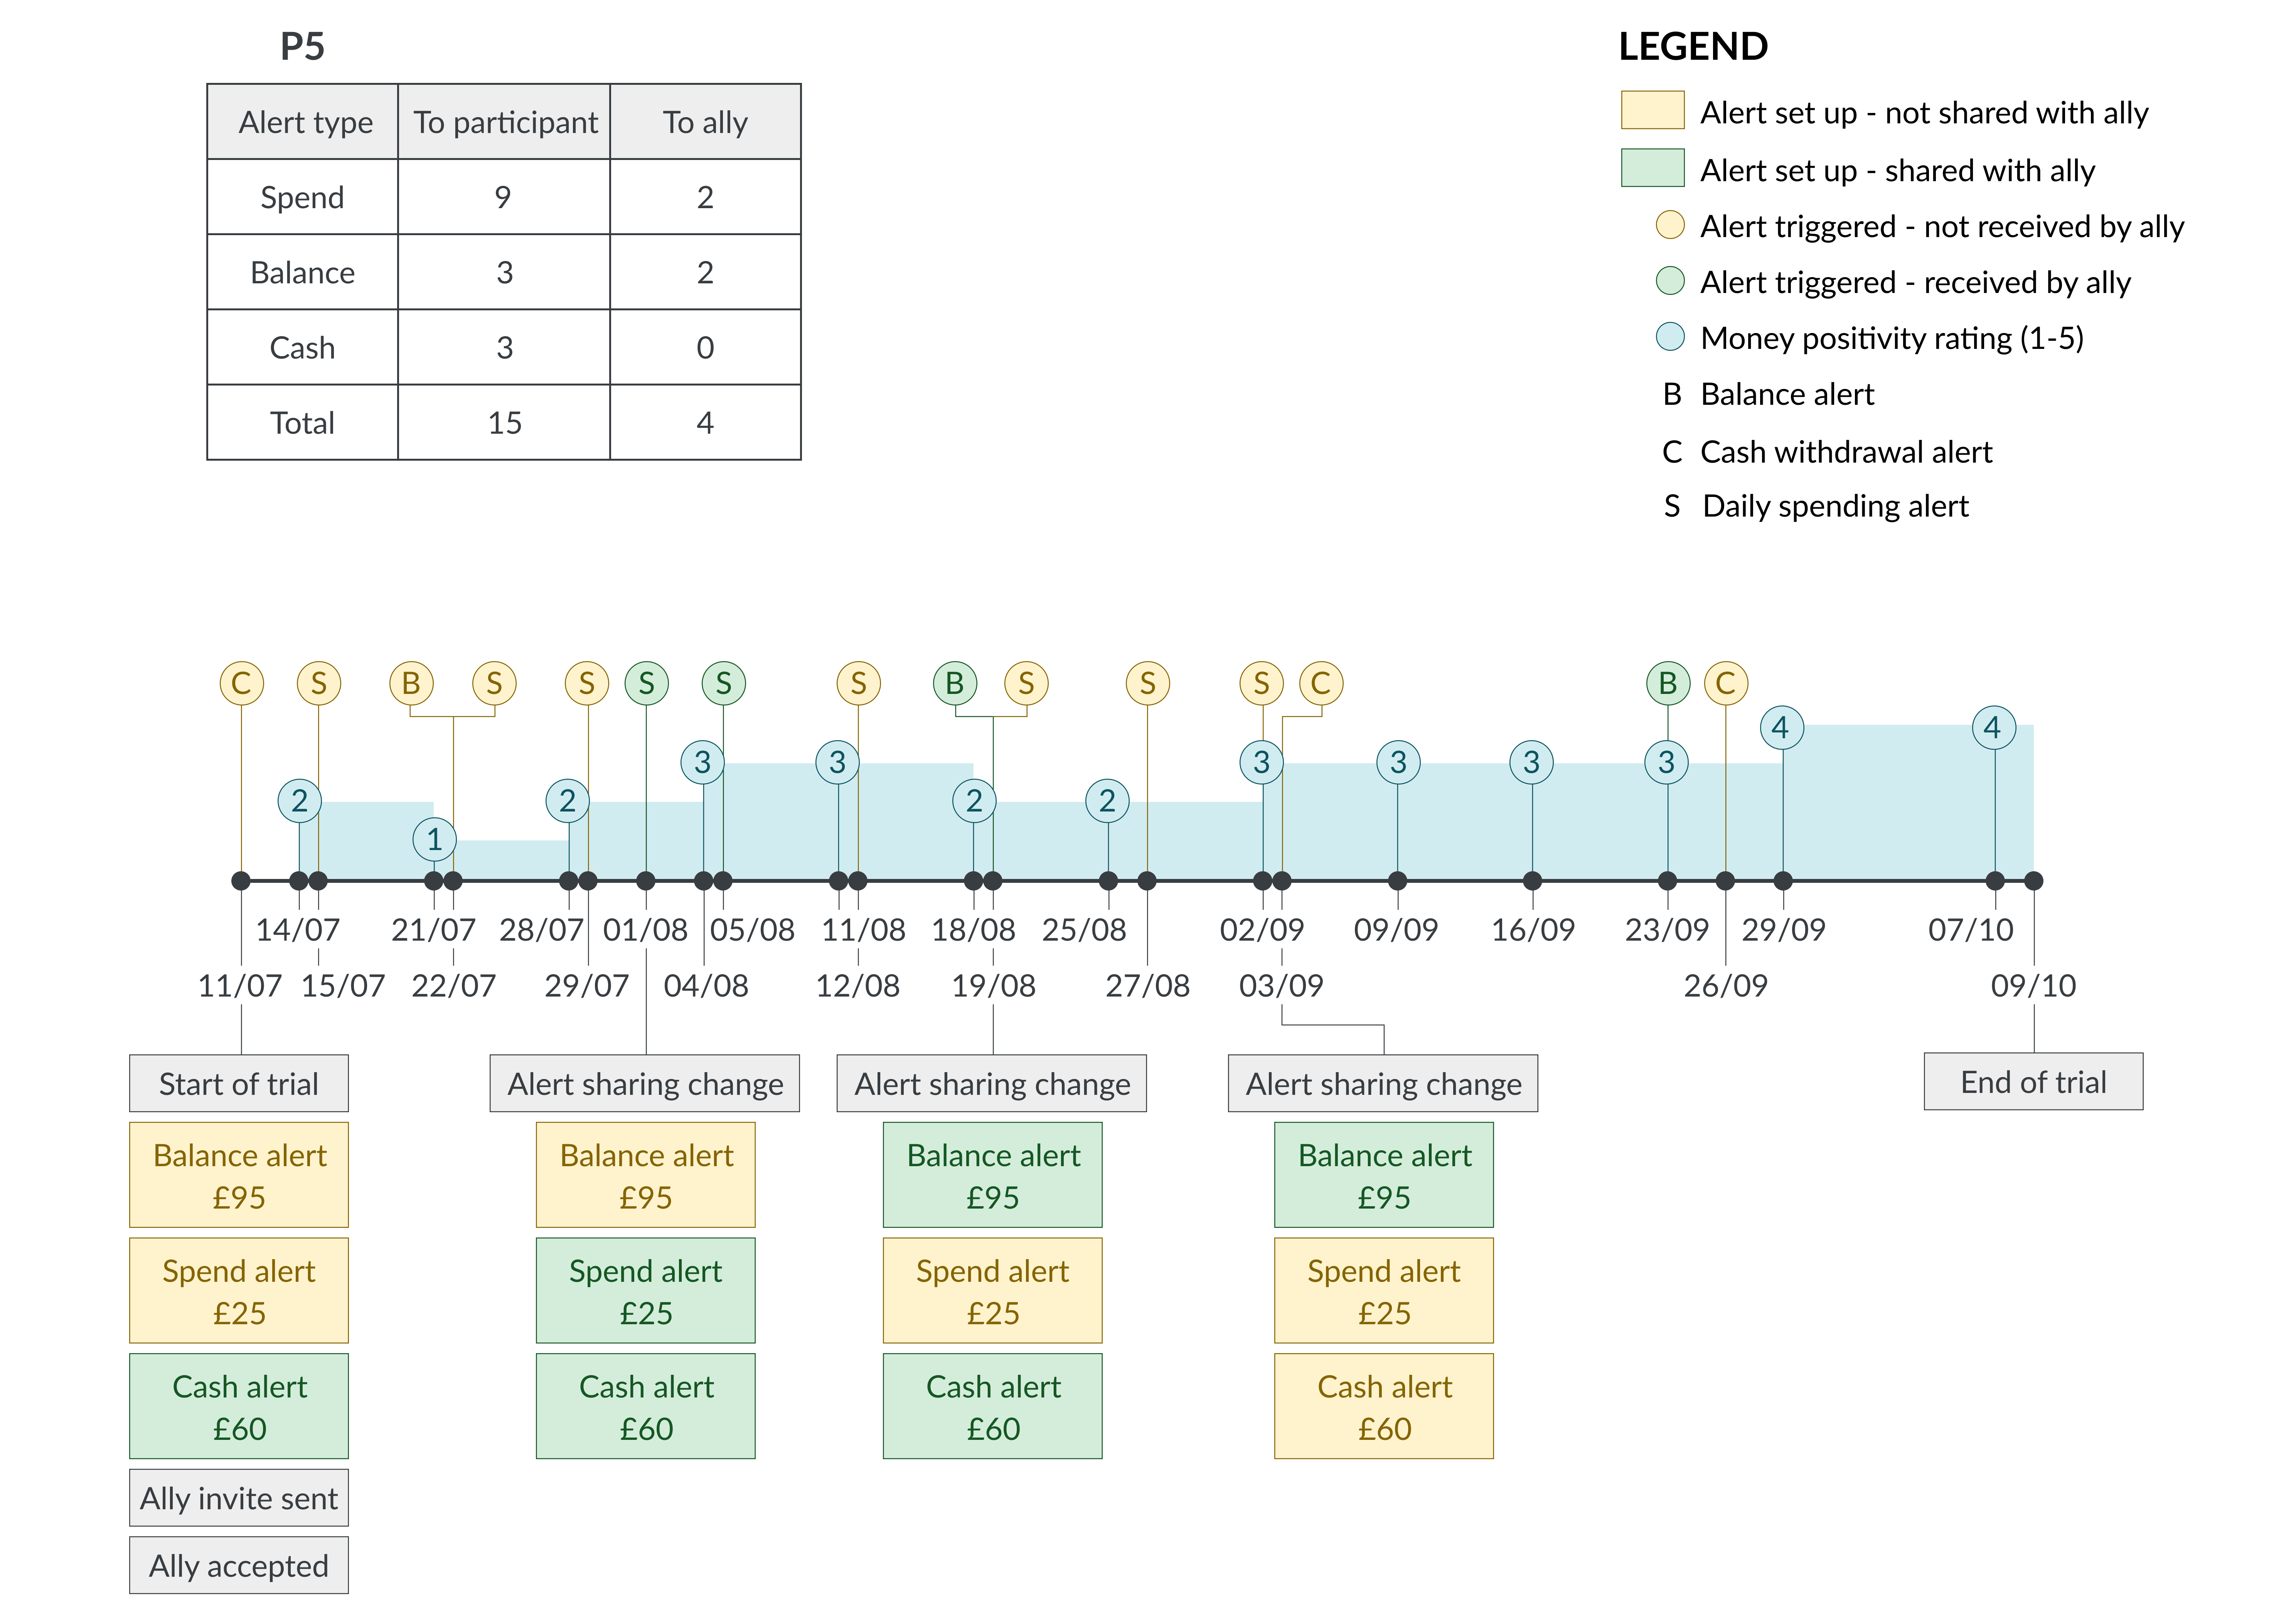 P5
Alert type To participant To ally
Spend 9 2
Balance 3 2
Cash 3 0
Total 15 4
LEGEND
Alert set up - not shared with ally
Alert set up - shared with ally
Alert triggered - not received by ally
Alert triggered - received by ally
Money positivity rating (1-5)
B Balance alert
C Cash withdrawal alert
S Daily spending alert
C S B S S S S S B S S S C B C
4 4
3 3 3 3 3 3
2 2 2 2
1
14/07 21/07 28/07 01/08 05/08 11/08 18/08 25/08 02/09 09/09 16/09 23/09 29/09 07/10
11/07 15/07 22/07 29/07 04/08 12/08 19/08 27/08 03/09 26/09 09/10
Start of trial
Balance alert
£95
Spend alert
£25
Cash alert
£60
Ally invite sent
Ally accepted
Alert sharing change
Balance alert
£95
Spend alert
£25
Cash alert
£60
Alert sharing change
Balance alert
£95
Spend alert
£25
Cash alert
£60
Alert sharing change
Balance alert
£95
Spend alert
£25
Cash alert
£60
End of trial